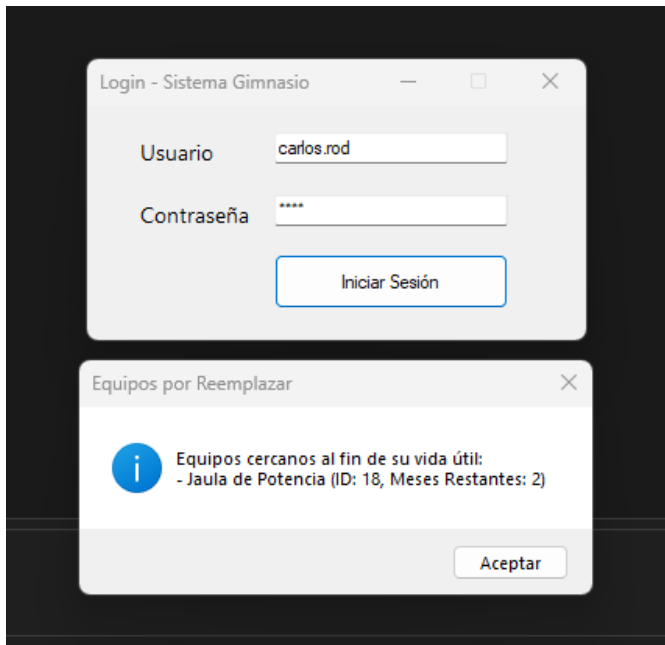 Login - Sistema Gimnasio
Usuario
carlos.rod
Contraseña
****
Iniciar Sesión
Equipos por Reemplazar
Equipos cercanos al fin de su vida útil:
- Jaula de Potencia (ID: 18, Meses Restantes: 2)
Aceptar